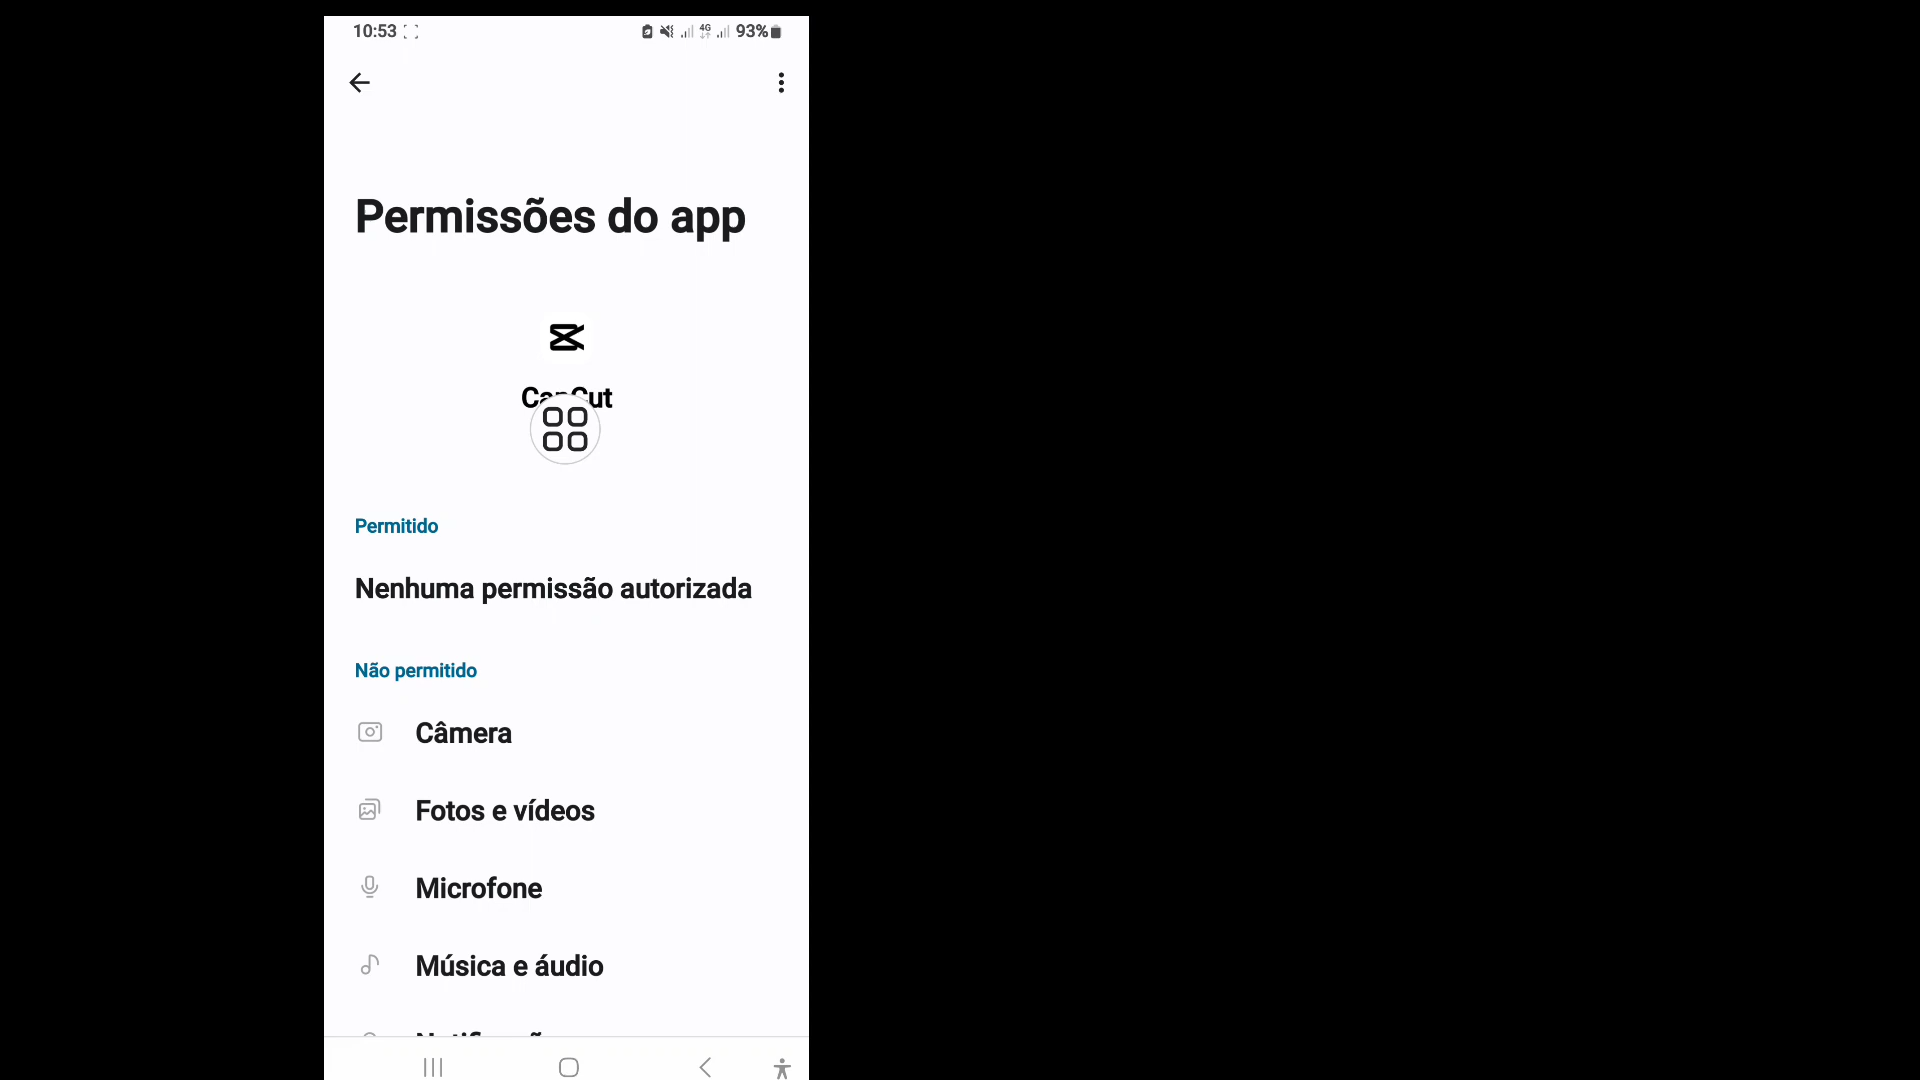 10:53
4G
93%
Permissões do app
CapCut
Permitido
Nenhuma permissão autorizada
Não permitido
Câmera
Fotos e vídeos
Microfone
Música e áudio